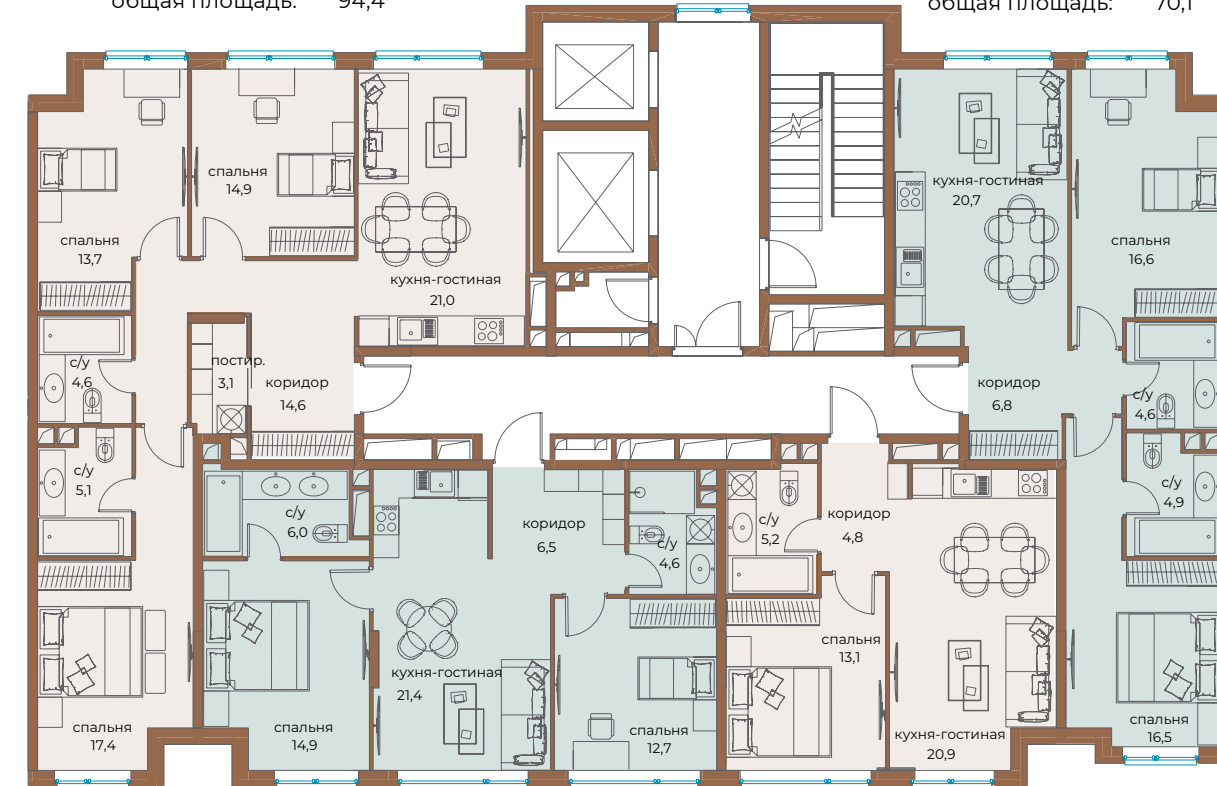 общая площадь: 94,4
общая площадь: 70,1
спальня
13,7
спальня
14,9
кухня-гостиная
21,0
с/у
4,6
постир.
3,1
коридор
14,6
с/у
5,1
спальня
17,4
с/у
6,0
спальня
14,9
кухня-гостиная
21,4
коридор
6,5
с/у
4,6
спальня
12,7
с/у
5,2
коридор
4,8
спальня
13,1
кухня-гостиная
20,9
кухня-гостиная
20,7
спальня
16,6
коридор
6,8
с/у
4,6
с/у
4,9
спальня
16,5